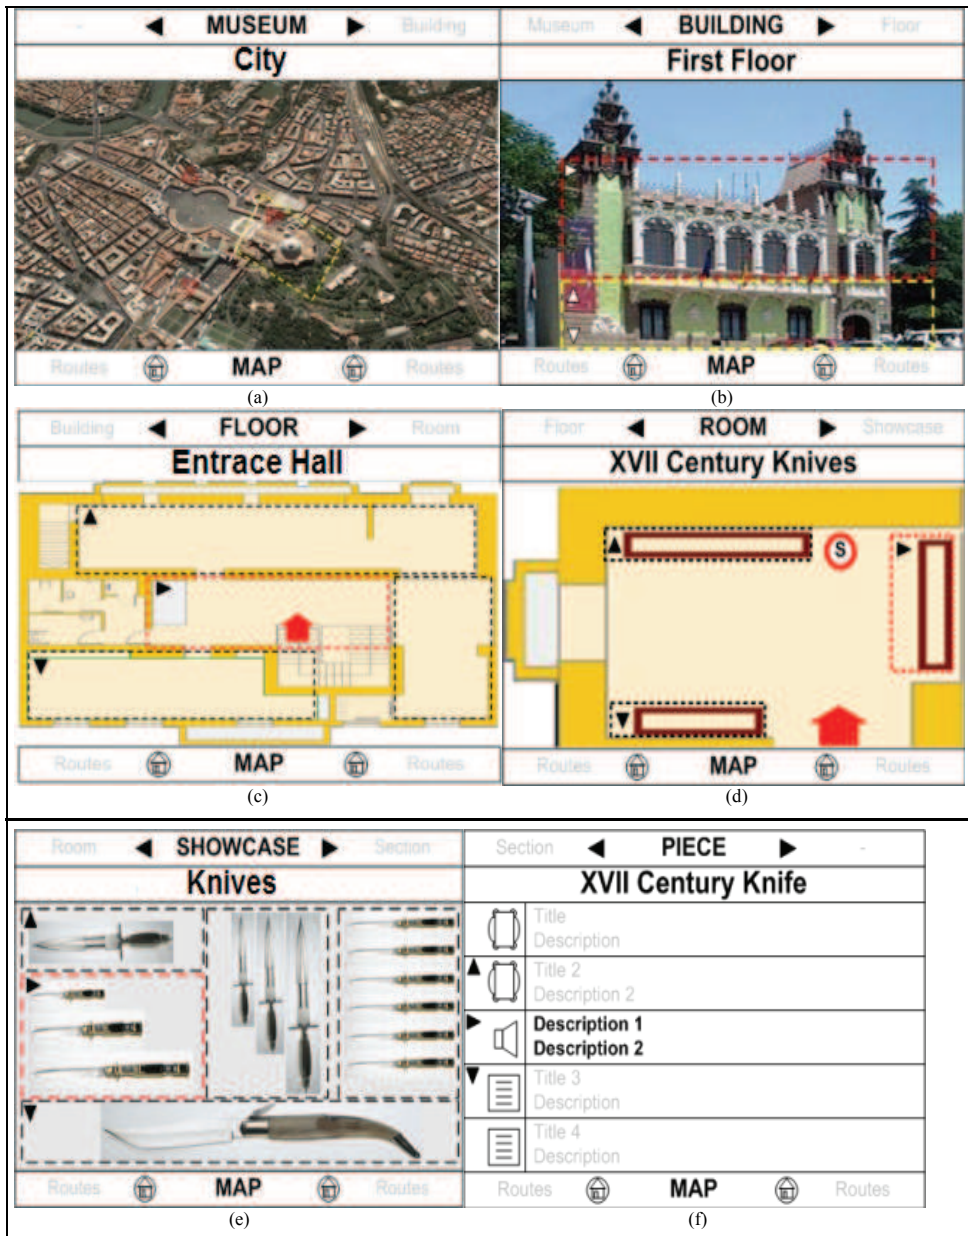 - MUSEUM Building
City
Routes MAP Routes
(a)
Museum BUILDING Floor
First Floor
Routes MAP Routes
(b)
Building FLOOR Room
Entrace Hall
Routes MAP Routes
(c)
Floor ROOM Showcase
XVII Century Knives
S
Routes MAP Routes
(d)
Room SHOWCASE Section
Knives
Routes MAP Routes
(e)
Section PIECE -
XVII Century Knife
Title
Description
Title 2
Description 2
Description 1
Description 2
Title 3
Description
Title 4
Description
Routes MAP Routes
(f)